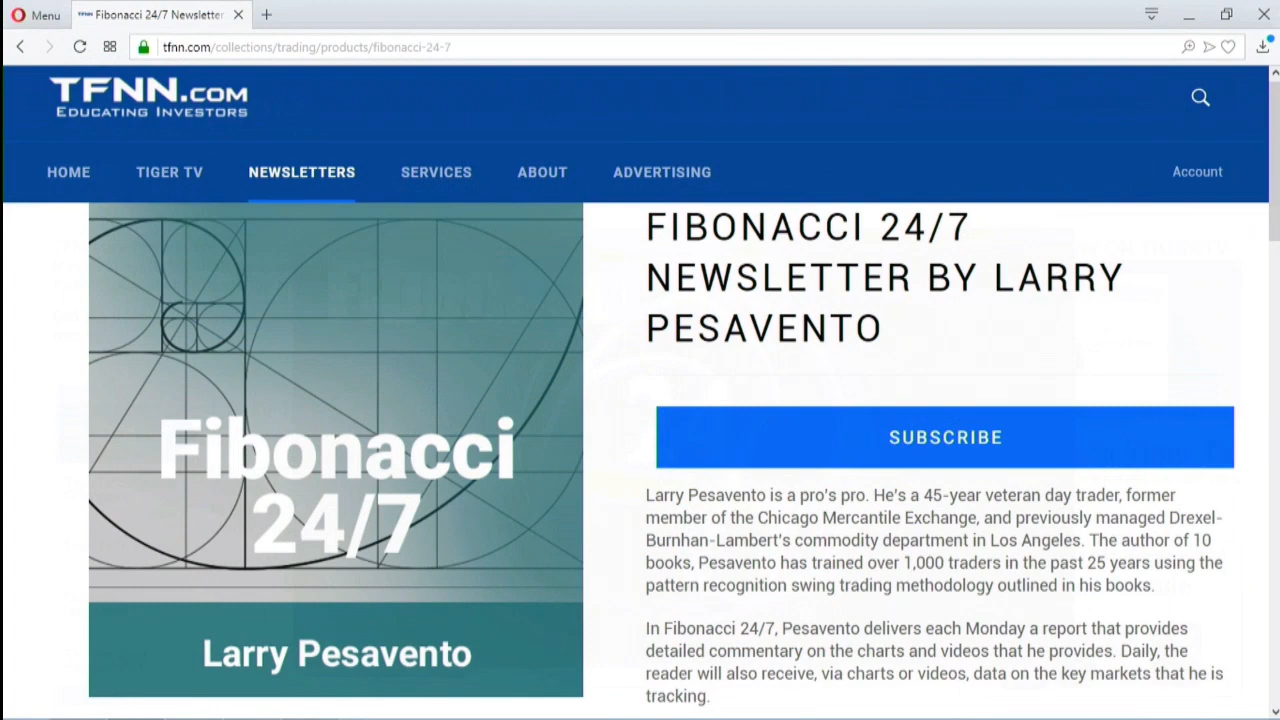 Menu
TFNN Fibonacci 24/7 Newsletter
tfnn.com/collections/trading/products/fibonacci-24-7
TFNN.COM
EDUCATING INVESTORS
HOME TIGER TV NEWSLETTERS SERVICES ABOUT ADVERTISING Account
Fibonacci
24/7
Larry Pesavento
FIBONACCI 24/7
NEWSLETTER BY LARRY
PESAVENTO
SUBSCRIBE
Larry Pesavento is a pro's pro. He's a 45-year veteran day trader, former
member of the Chicago Mercantile Exchange, and previously managed Drexel-
Burnhan-Lambert's commodity department in Los Angeles. The author of 10
books, Pesavento has trained over 1,000 traders in the past 25 years using the
pattern recognition swing trading methodology outlined in his books.
In Fibonacci 24/7, Pesavento delivers each Monday a report that provides
detailed commentary on the charts and videos that he provides. Daily, the
reader will also receive, via charts or videos, data on the key markets that he is
tracking.